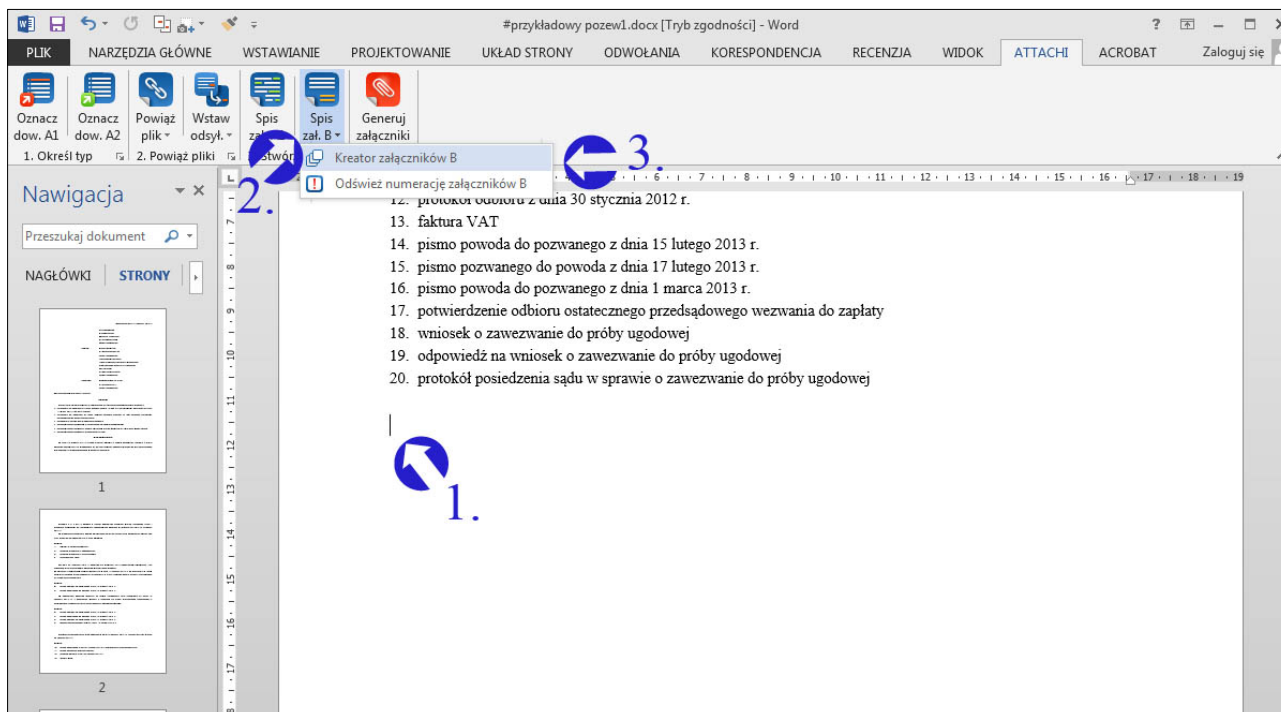 #przykładowy pozew1.docx [Tryb zgodności] - Word
PLIK NARZĘDZIA GŁÓWNE WSTAWIANIE PROJEKTOWANIE UKŁAD STRONY ODWOŁANIA KORESPONDENCJA RECENZJA WIDOK ATTACHI ACROBAT Zaloguj się
Oznacz Oznacz Powiąż Wstaw Spis Spis Generuj
dow. A1 dow. A2 plik odsył. zał. B załączniki
1. Określ typ 2. Powiąż pliki
Kreator załączników B
3.
Odśwież numerację załączników B
2.
Nawigacja
Przeszukaj dokument
NAGŁÓWKI STRONY
12. protokół odbioru z dnia 30 stycznia 2012 r.
13. faktura VAT
14. pismo powoda do pozwanego z dnia 15 lutego 2013 r.
15. pismo pozwanego do powoda z dnia 17 lutego 2013 r.
16. pismo powoda do pozwanego z dnia 1 marca 2013 r.
17. potwierdzenie odbioru ostatecznego przedsądowego wezwania do zapłaty
18. wniosek o zawezwanie do próby ugodowej
19. odpowiedź na wniosek o zawezwanie do próby ugodowej
20. protokół posiedzenia sądu w sprawie o zawezwanie do próby ugodowej
1.
1
2